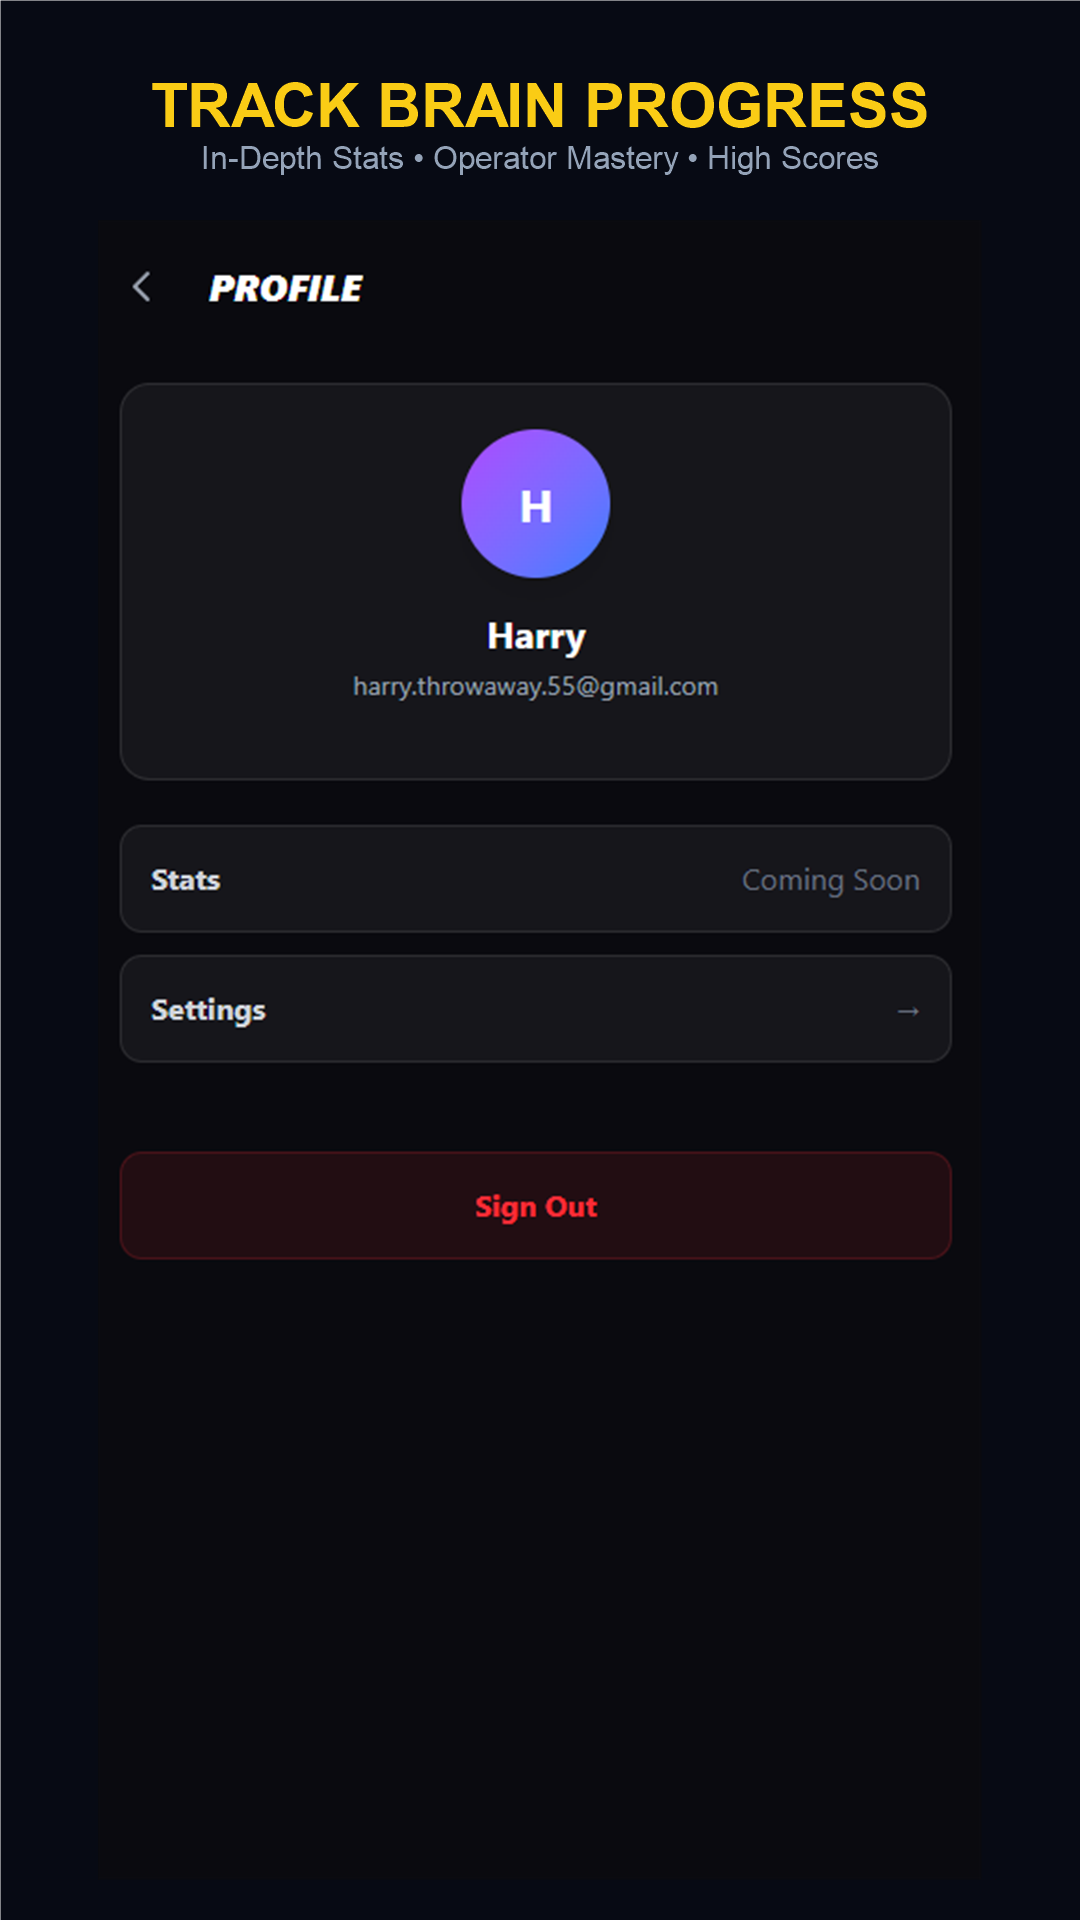 TRACK BRAIN PROGRESS
In-Depth Stats • Operator Mastery • High Scores
PROFILE
H
Harry
harry.throwaway.55@gmail.com
Stats Coming Soon
Settings →
Sign Out